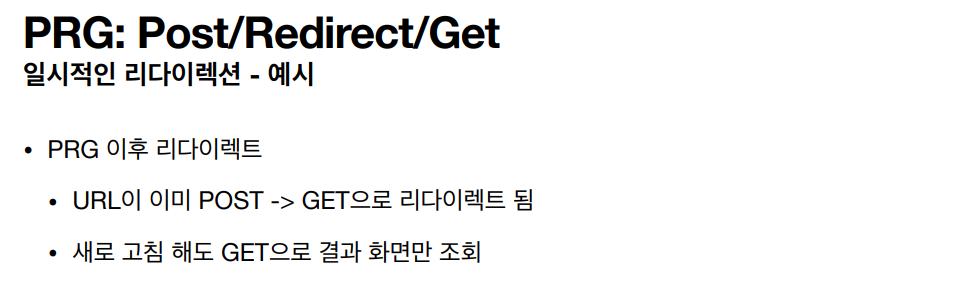 PRG: Post/Redirect/Get
일시적인 리다이렉션 - 예시
• PRG 이후 리다이렉트
• URL이 이미 POST -> GET으로 리다이렉트 됨
• 새로 고침 해도 GET으로 결과 화면만 조회